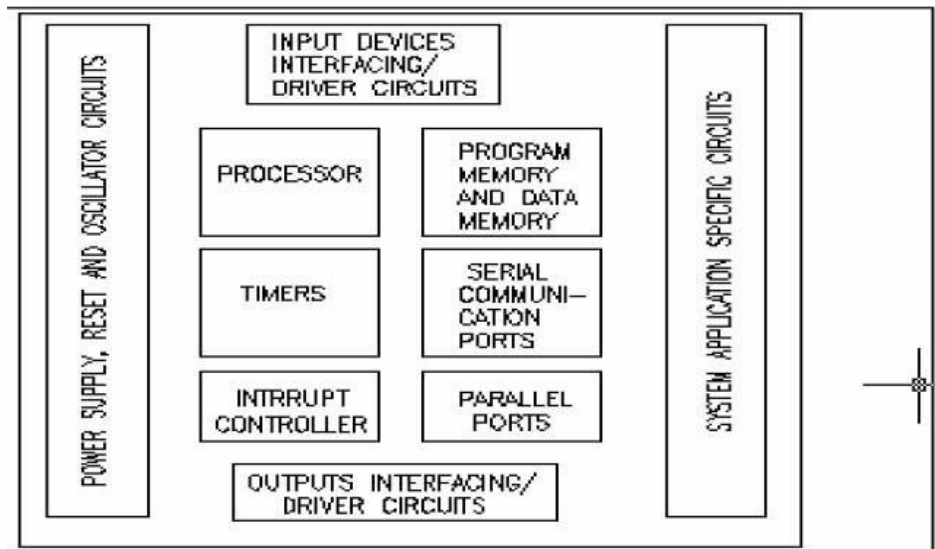 POWER SUPPLY, RESET AND OSCILLATOR CIRCUITS
INPUT DEVICES
INTERFACING/
DRIVER CIRCUITS
PROCESSOR
PROGRAM
MEMORY
AND DATA
MEMORY
TIMERS
SERIAL
COMMUNI-
CATION
PORTS
INTRRUPT
CONTROLLER
PARALLEL
PORTS
OUTPUTS INTERFACING/
DRIVER CIRCUITS
SYSTEM APPLICATION SPECIFIC CIRCUITS